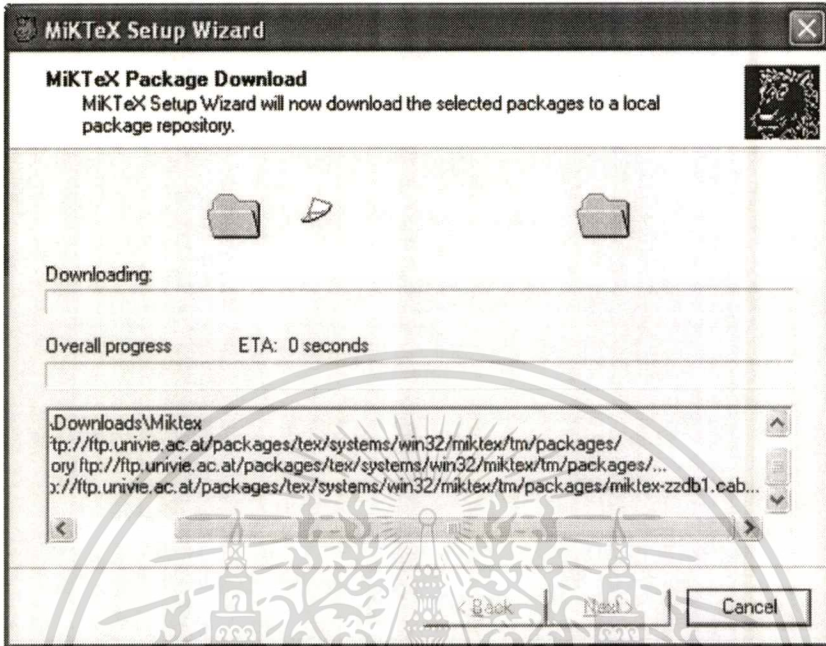 MiKTeX Setup Wizard
MiKTeX Package Download
MiKTeX Setup Wizard will now download the selected packages to a local
package repository.
Downloading:
Overall progress ETA: 0 seconds
.Downloads\Miktex
tp://ftp.univie.ac.at/packages/tex/systems/win32/miktex/tm/packages/
ory ftp://ftp.univie.ac.at/packages/tex/systems/win32/miktex/tm/packages/...
o://ftp.univie.ac.at/packages/tex/systems/win32/miktex/tm/packages/miktex-zzdb1.cab...
< Back Next > Cancel